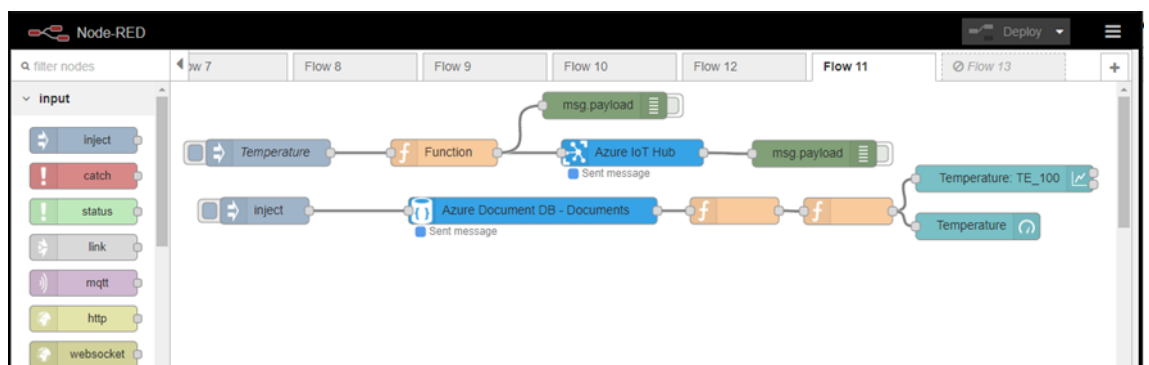 Node-RED
Deploy
filter nodes
ow 7
Flow 8
Flow 9
Flow 10
Flow 12
Flow 11
Flow 13
+
input
inject
catch
status
link
mqtt
http
websocket
msg.payload
Temperature
f
Function
Azure IoT Hub
msg.payload
Sent message
inject
Azure Document DB - Documents
f
f
Sent message
Temperature: TE_100
Temperature